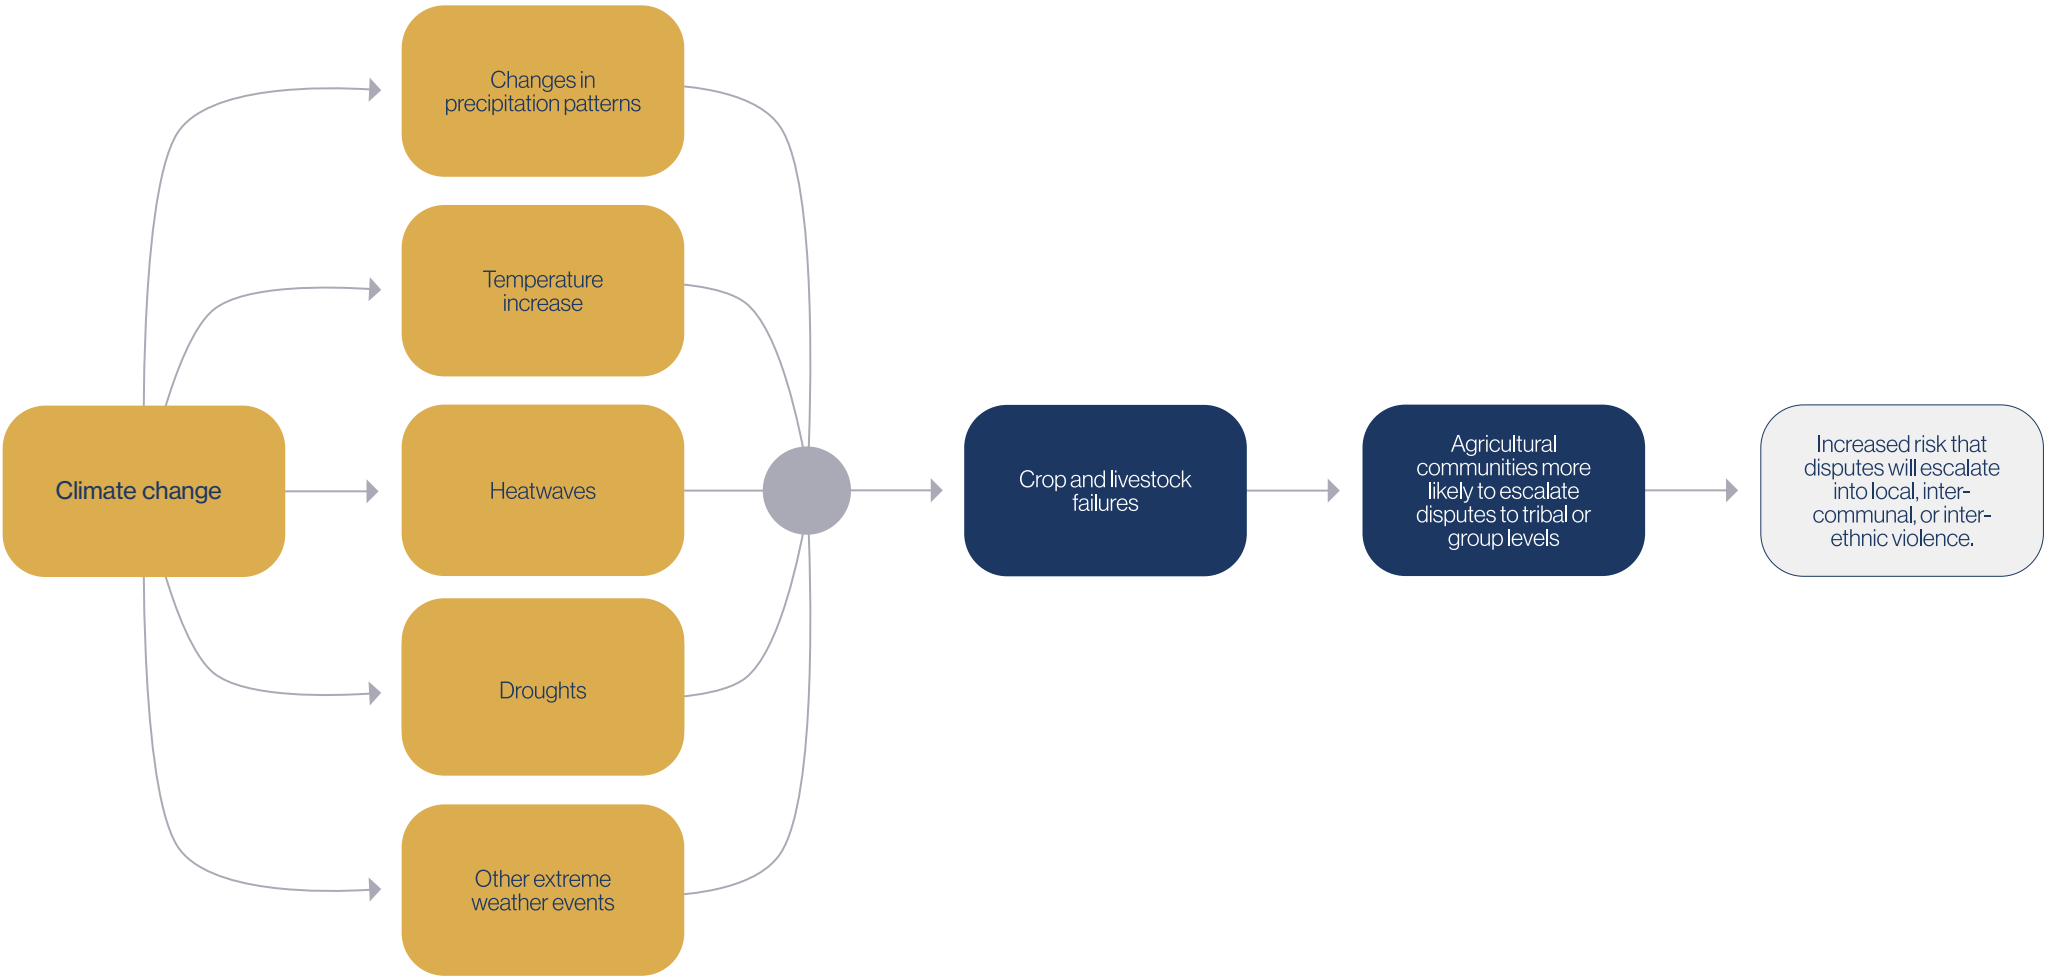 Changes in
precipitation patterns
Temperature
increase
Climate change
Heatwaves
Droughts
Other extreme
weather events
Crop and livestock
failures
Agricultural
communities more
likely to escalate
disputes to tribal or
group levels
Increased risk that
disputes will escalate
into local, inter-
communal, or inter-
ethnic violence.